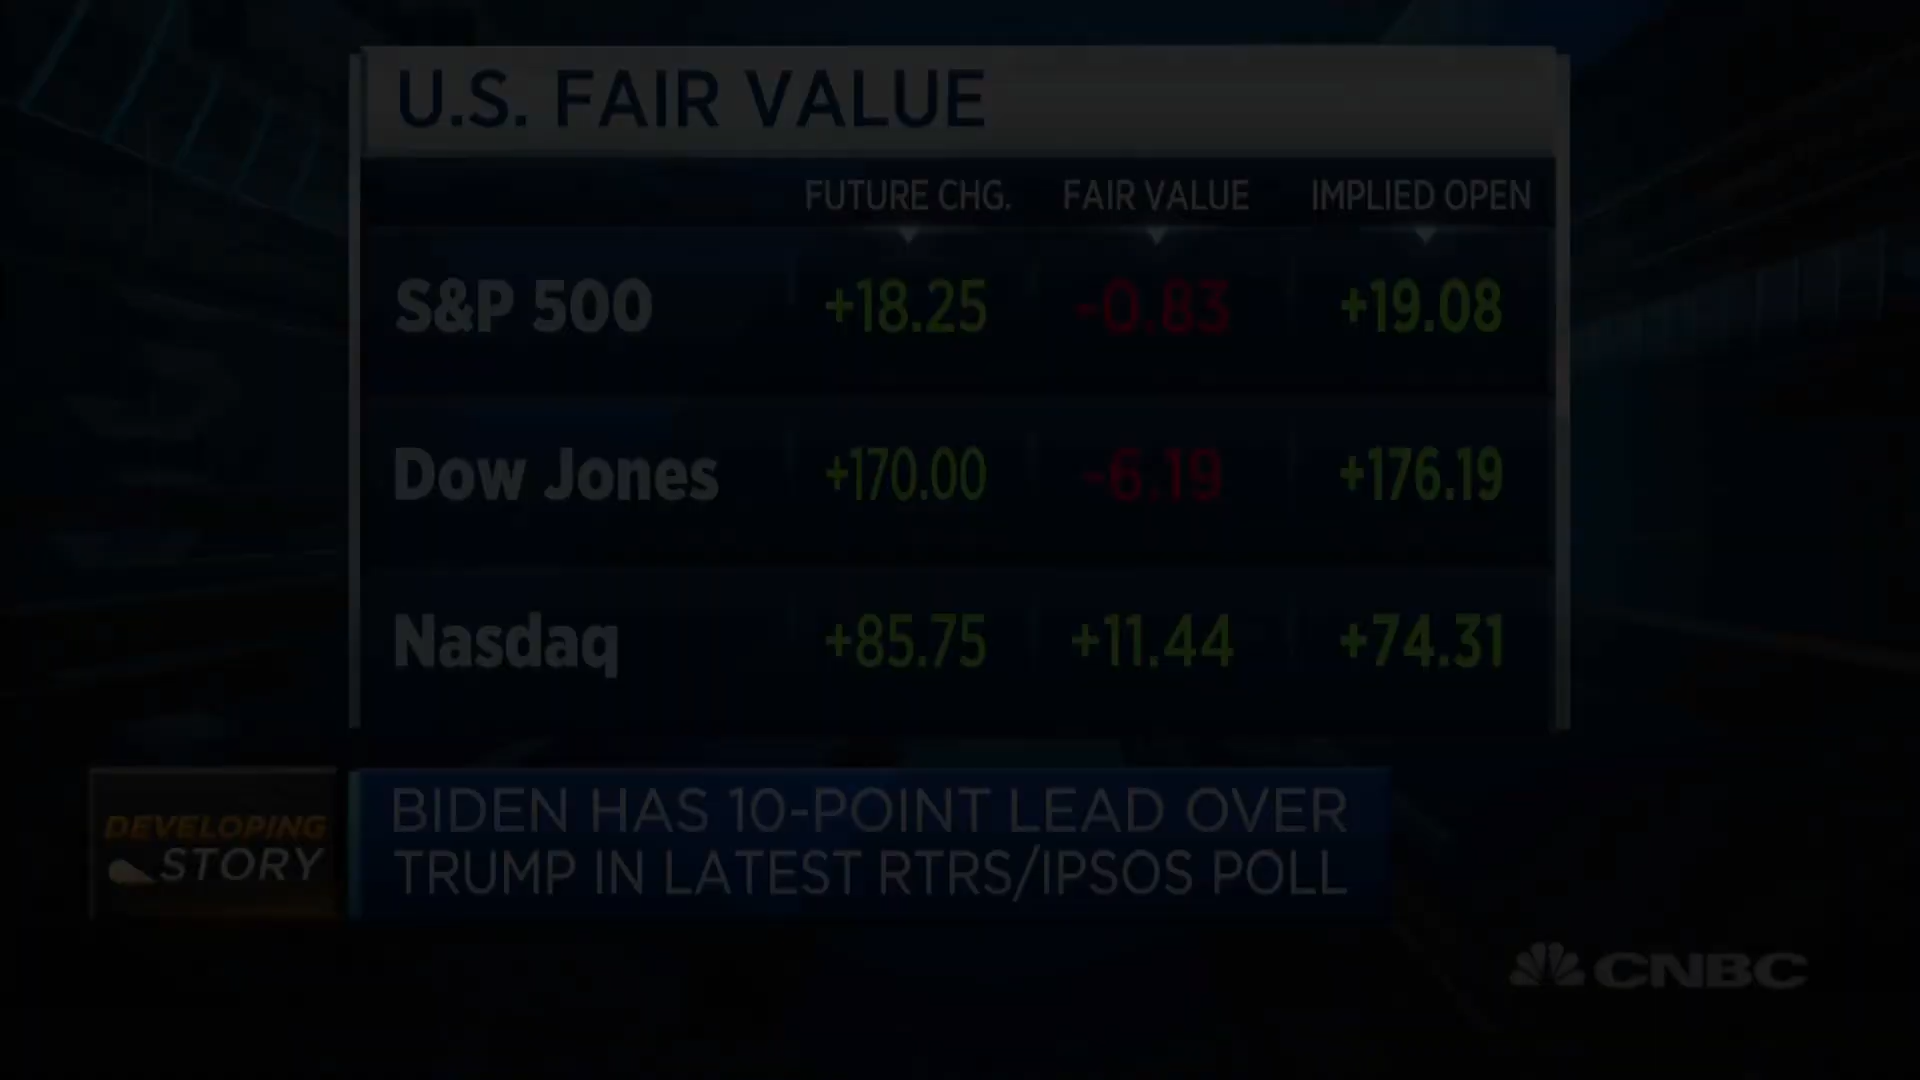 U.S. FAIR VALUE
FUTURE CHG. FAIR VALUE IMPLIED OPEN
S&P 500 +18.25 -0.83 +19.08
Dow Jones +170.00 -6.19 +176.19
Nasdaq +85.75 +11.44 +74.31
DEVELOPING
STORY
BIDEN HAS 10-POINT LEAD OVER
TRUMP IN LATEST RTRS/IPSOS POLL
CNBC